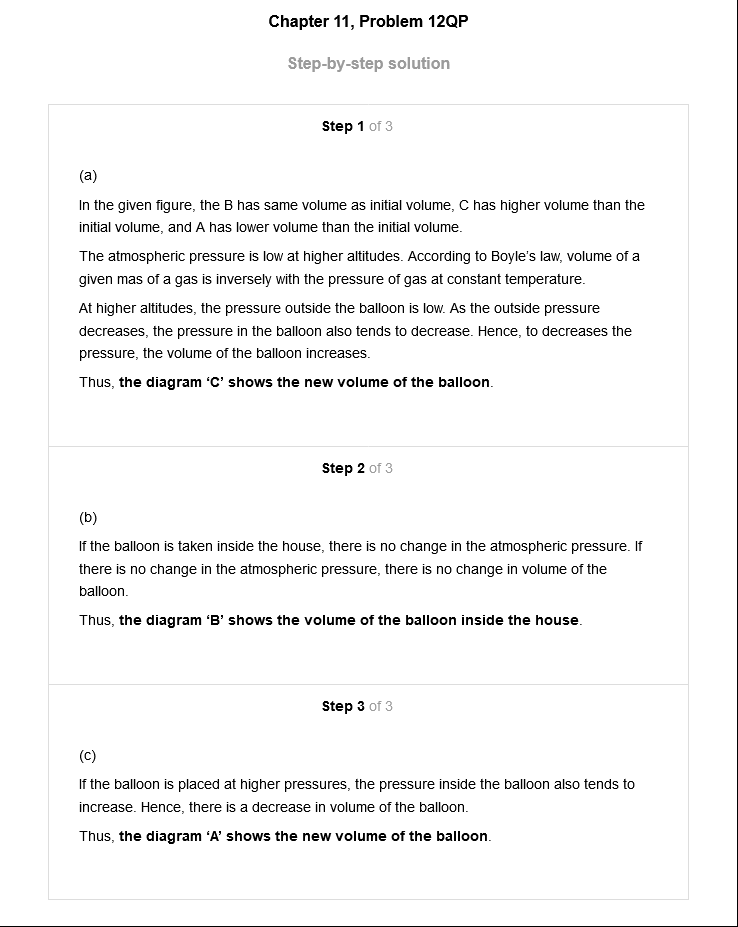 Chapter 11, Problem 12QP
Step-by-step solution
Step 1 of 3
(a)
In the given figure, the B has same volume as initial volume, C has higher volume than the
initial volume, and A has lower volume than the initial volume.
The atmospheric pressure is low at higher altitudes. According to Boyle’s law, volume of a
given mas of a gas is inversely with the pressure of gas at constant temperature.
At higher altitudes, the pressure outside the balloon is low. As the outside pressure
decreases, the pressure in the balloon also tends to decrease. Hence, to decreases the
pressure, the volume of the balloon increases.
Thus, the diagram ‘C’ shows the new volume of the balloon.
Step 2 of 3
(b)
If the balloon is taken inside the house, there is no change in the atmospheric pressure. If
there is no change in the atmospheric pressure, there is no change in volume of the
balloon.
Thus, the diagram ‘B’ shows the volume of the balloon inside the house.
Step 3 of 3
(c)
If the balloon is placed at higher pressures, the pressure inside the balloon also tends to
increase. Hence, there is a decrease in volume of the balloon.
Thus, the diagram ‘A’ shows the new volume of the balloon.